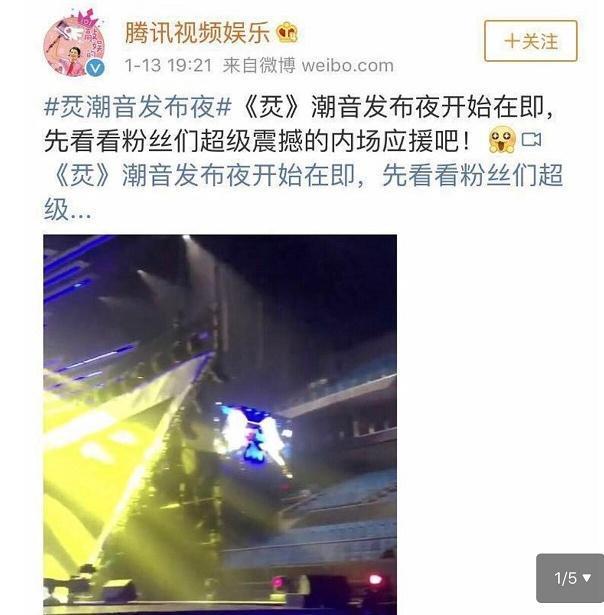 腾讯视频娱乐
+关注
1-13 19:21 来自微博 weibo.com
#烎潮音发布夜#《烎》潮音发布夜开始在即，
先看看粉丝们超级震撼的内场应援吧！
《烎》潮音发布夜开始在即，先看看粉丝们超
级...
1/5